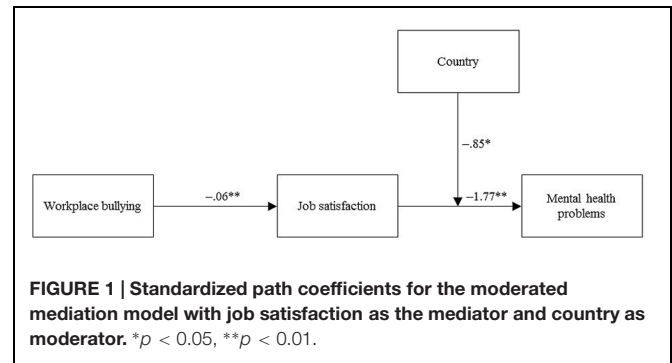 Country
−.85*
Workplace bullying
−.06**
Job satisfaction
−1.77**
Mental health
problems
FIGURE 1 | Standardized path coefficients for the moderated
mediation model with job satisfaction as the mediator and country as
moderator. *p < 0.05, **p < 0.01.